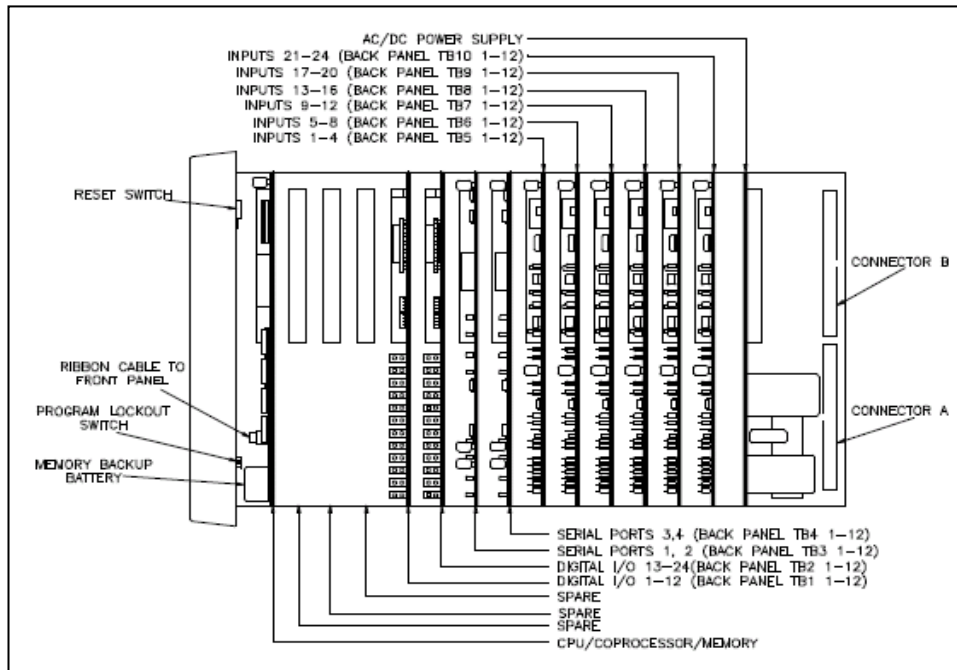 AC/DC POWER SUPPLY
INPUTS 21-24 (BACK PANEL TB10 1-12)
INPUTS 17-20 (BACK PANEL TB9 1-12)
INPUTS 13-16 (BACK PANEL TB8 1-12)
INPUTS 9-12 (BACK PANEL TB7 1-12)
INPUTS 5-8 (BACK PANEL TB6 1-12)
INPUTS 1-4 (BACK PANEL TB5 1-12)
RESET SWITCH
CONNECTOR B
RIBBON CABLE TO
FRONT PANEL
PROGRAM LOCKOUT
SWITCH
CONNECTOR A
MEMORY BACKUP
BATTERY
SERIAL PORTS 3,4 (BACK PANEL TB4 1-12)
SERIAL PORTS 1, 2 (BACK PANEL TB3 1-12)
DIGITAL I/O 13-24(BACK PANEL TB2 1-12)
DIGITAL I/O 1-12 (BACK PANEL TB1 1-12)
SPARE
SPARE
SPARE
CPU/COPROCESSOR/MEMORY